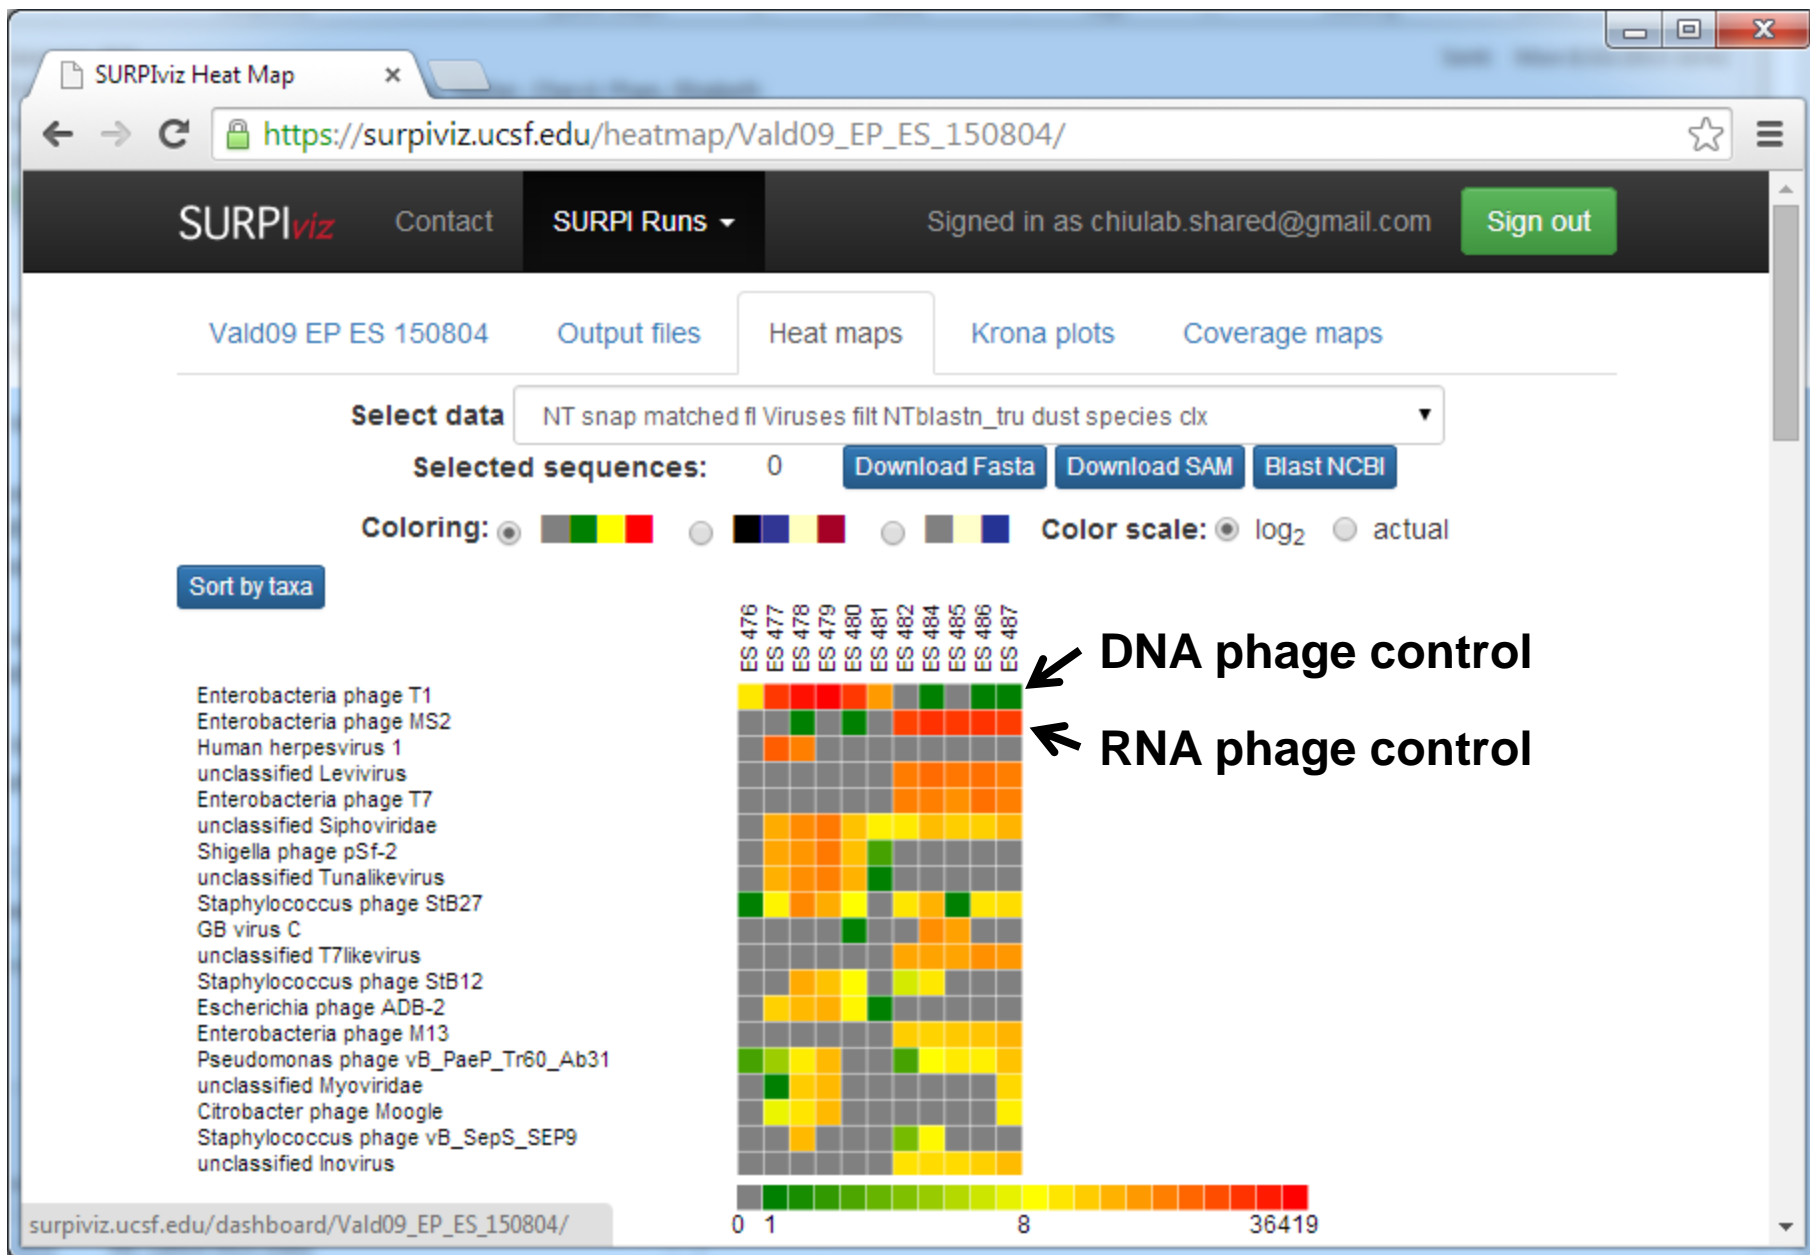 SURPIviz Heat Map
https://surpiviz.ucsf.edu/heatmap/Vald09_EP_ES_150804/
SURPIviz Contact SURPI Runs Signed in as chiulab.shared@gmail.com Sign out
Vald09 EP ES 150804 Output files Heat maps Krona plots Coverage maps
Select data NT snap matched fl Viruses filt NTblastn_tru dust species clx
Selected sequences: 0 Download Fasta Download SAM Blast NCBI
Coloring: Color scale: log2 actual
Sort by taxa
ES 476
ES 477
ES 478
ES 479
ES 480
ES 481
ES 482
ES 484
ES 485
ES 486
ES 487
DNA phage control
RNA phage control
Enterobacteria phage T1
Enterobacteria phage MS2
Human herpesvirus 1
unclassified Levivirus
Enterobacteria phage T7
unclassified Siphoviridae
Shigella phage pSf-2
unclassified Tunalikevirus
Staphylococcus phage StB27
GB virus C
unclassified T7likevirus
Staphylococcus phage StB12
Escherichia phage ADB-2
Enterobacteria phage M13
Pseudomonas phage vB_PaeP_Tr60_Ab31
unclassified Myoviridae
Citrobacter phage Moogle
Staphylococcus phage vB_SepS_SEP9
unclassified Inovirus
0 1 8 36419
surpiviz.ucsf.edu/dashboard/Vald09_EP_ES_150804/